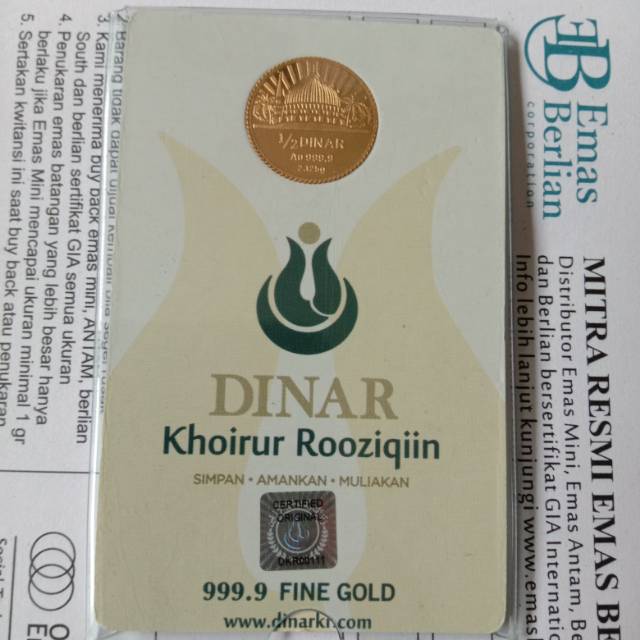 1/2 DINAR
Au 999.9
2.125g
DINAR
Khoirur Rooziqiin
SIMPAN • AMANKAN • MULIAKAN
CERTIFIED
ORIGINAL
DKR00111
999.9 FINE GOLD
www.dinarkr.com
EB Emas
Berlian
corporation
MITRA RESMI EMAS BE
Distributor Emas Mini, Emas Antam, Be
dan Berlian bersertifikat GIA Internatio
Info lebih lanjut kunjungi www.em
3. Kami menerima buy back emas mini, ANTAM, berlian
South dan berlian sertifikat GIA semua ukuran
4. Penukaran emas batangan yang lebih besar hanya
berlaku jika Emas Mini mencapai ukuran minimal 1 gr
5. Sertakan kwitansi ini saat buy back atau penukaran